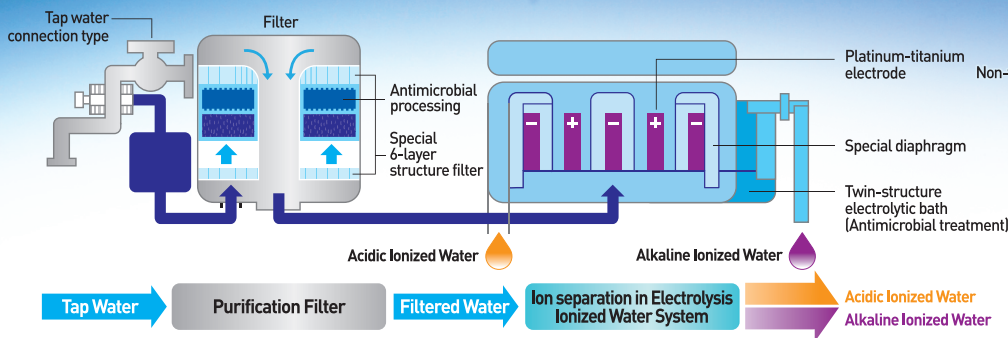 Tap water
connection type
Filter
Antimicrobial
processing
Special
6-layer
structure filter
Platinum-titanium
electrode
Non-
Special diaphragm
Twin-structure
electrolytic bath
(Antimicrobial treatment)
- + - + -
Acidic Ionized Water
Alkaline Ionized Water
Tap Water
Purification Filter
Filtered Water
Ion separation in Electrolysis
Ionized Water System
Acidic Ionized Water
Alkaline Ionized Water